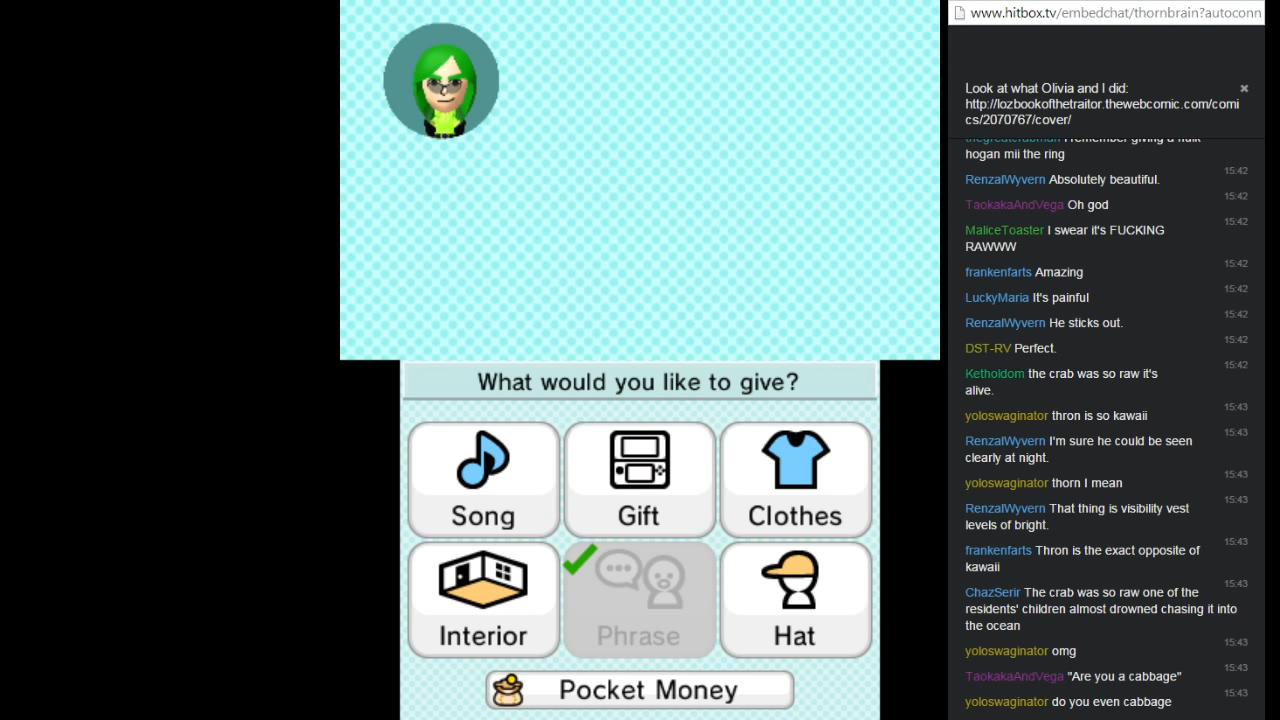 www.hitbox.tv/embedchat/thornbrain?autoconn
Look at what Olivia and I did:
http://lozbookofthetraitor.thewebcomic.com/comi
cs/2070767/cover/
hogan mii the ring
15:42
RenzalWyvern Absolutely beautiful.
15:42
TaokakaAndVega Oh god
15:42
MaliceToaster I swear it's FUCKING
RAWWW
15:42
frankenfarts Amazing
15:42
LuckyMaria It's painful
15:42
RenzalWyvern He sticks out.
15:42
DST-RV Perfect.
15:42
Ketholdom the crab was so raw it's
alive.
15:43
yoloswaginator thron is so kawaii
15:43
RenzalWyvern I'm sure he could be seen
clearly at night.
15:43
yoloswaginator thorn I mean
15:43
RenzalWyvern That thing is visibility vest
levels of bright.
15:43
frankenfarts Thron is the exact opposite of
kawaii
15:43
ChazSerir The crab was so raw one of the
residents' children almost drowned chasing it into
the ocean
15:43
yoloswaginator omg
15:43
TaokakaAndVega "Are you a cabbage"
15:43
yoloswaginator do you even cabbage
What would you like to give?
Song
Gift
Clothes
Interior
Phrase
Hat
Pocket Money